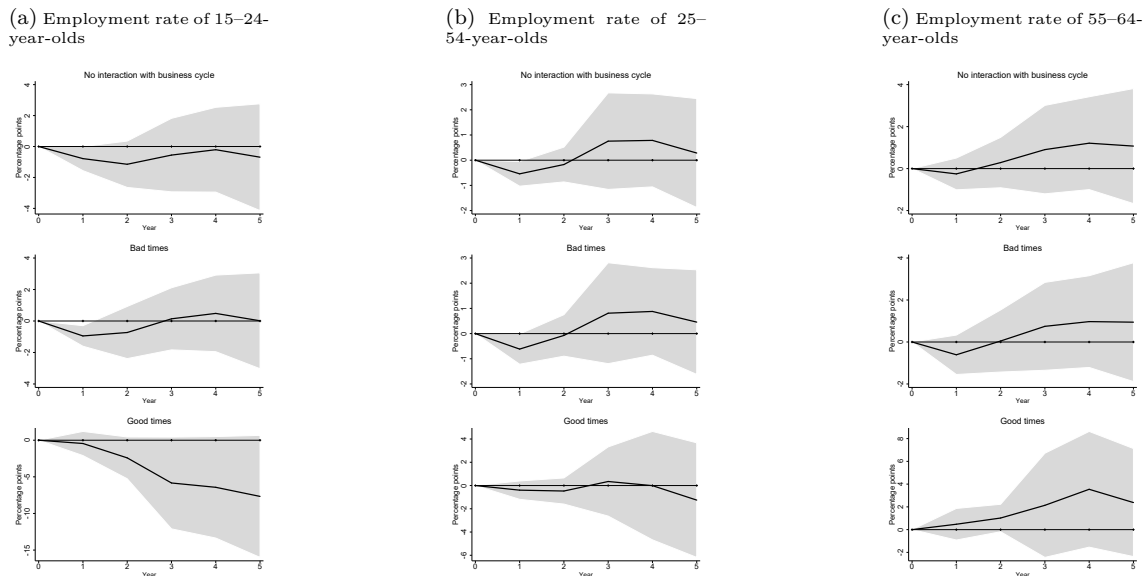 (a) Employment rate of 15–24-
year-olds
No interaction with business cycle
Percentage points
4
2
0
-2
-4
0 1 2 3 4 5
Year
Bad times
Percentage points
4
2
0
-2
-4
0 1 2 3 4 5
Year
Good times
Percentage points
0
-5
-10
-15
0 1 2 3 4 5
Year
(b) Employment rate of 25–
54-year-olds
No interaction with business cycle
Percentage points
3
2
1
0
-1
-2
0 1 2 3 4 5
Year
Bad times
Percentage points
3
2
1
0
-1
-2
0 1 2 3 4 5
Year
Good times
Percentage points
4
2
0
-2
-4
-6
0 1 2 3 4 5
Year
(c) Employment rate of 55–64-
year-olds
No interaction with business cycle
Percentage points
4
2
0
-2
0 1 2 3 4 5
Year
Bad times
Percentage points
4
2
0
-2
0 1 2 3 4 5
Year
Good times
Percentage points
8
6
4
2
0
-2
0 1 2 3 4 5
Year